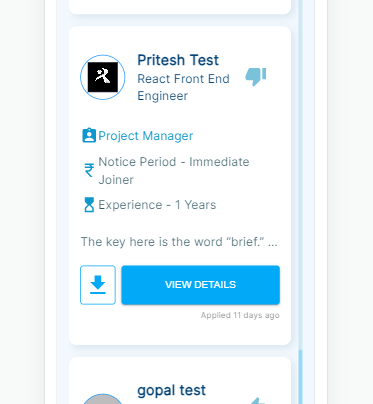 Pritesh Test
React Front End
Engineer
Project Manager
Notice Period - Immediate
Joiner
Experience - 1 Years
The key here is the word “brief.” ...
VIEW DETAILS
Applied 11 days ago
gopal test